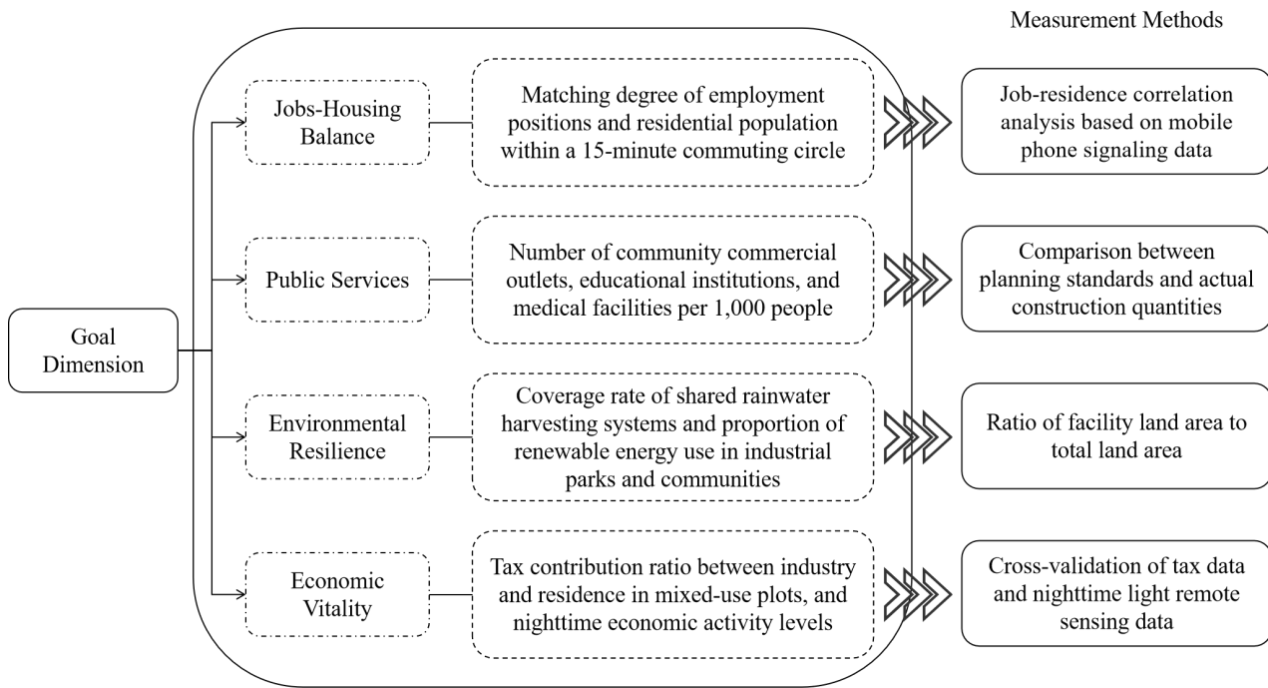 Measurement Methods
Jobs-Housing
Balance
Matching degree of employment
positions and residential population
within a 15-minute commuting circle
Job-residence correlation
analysis based on mobile
phone signaling data
Public Services
Number of community commercial
outlets, educational institutions, and
medical facilities per 1,000 people
Comparison between
planning standards and actual
construction quantities
Goal
Dimension
Environmental
Resilience
Coverage rate of shared rainwater
harvesting systems and proportion of
renewable energy use in industrial
parks and communities
Ratio of facility land area to
total land area
Economic
Vitality
Tax contribution ratio between industry
and residence in mixed-use plots, and
nighttime economic activity levels
Cross-validation of tax data
and nighttime light remote
sensing data